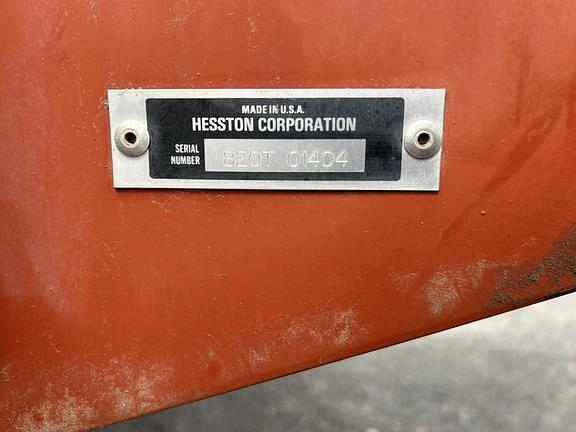 MADE IN U.S.A.
HESSTON CORPORATION
SERIAL
NUMBER
820T 01404